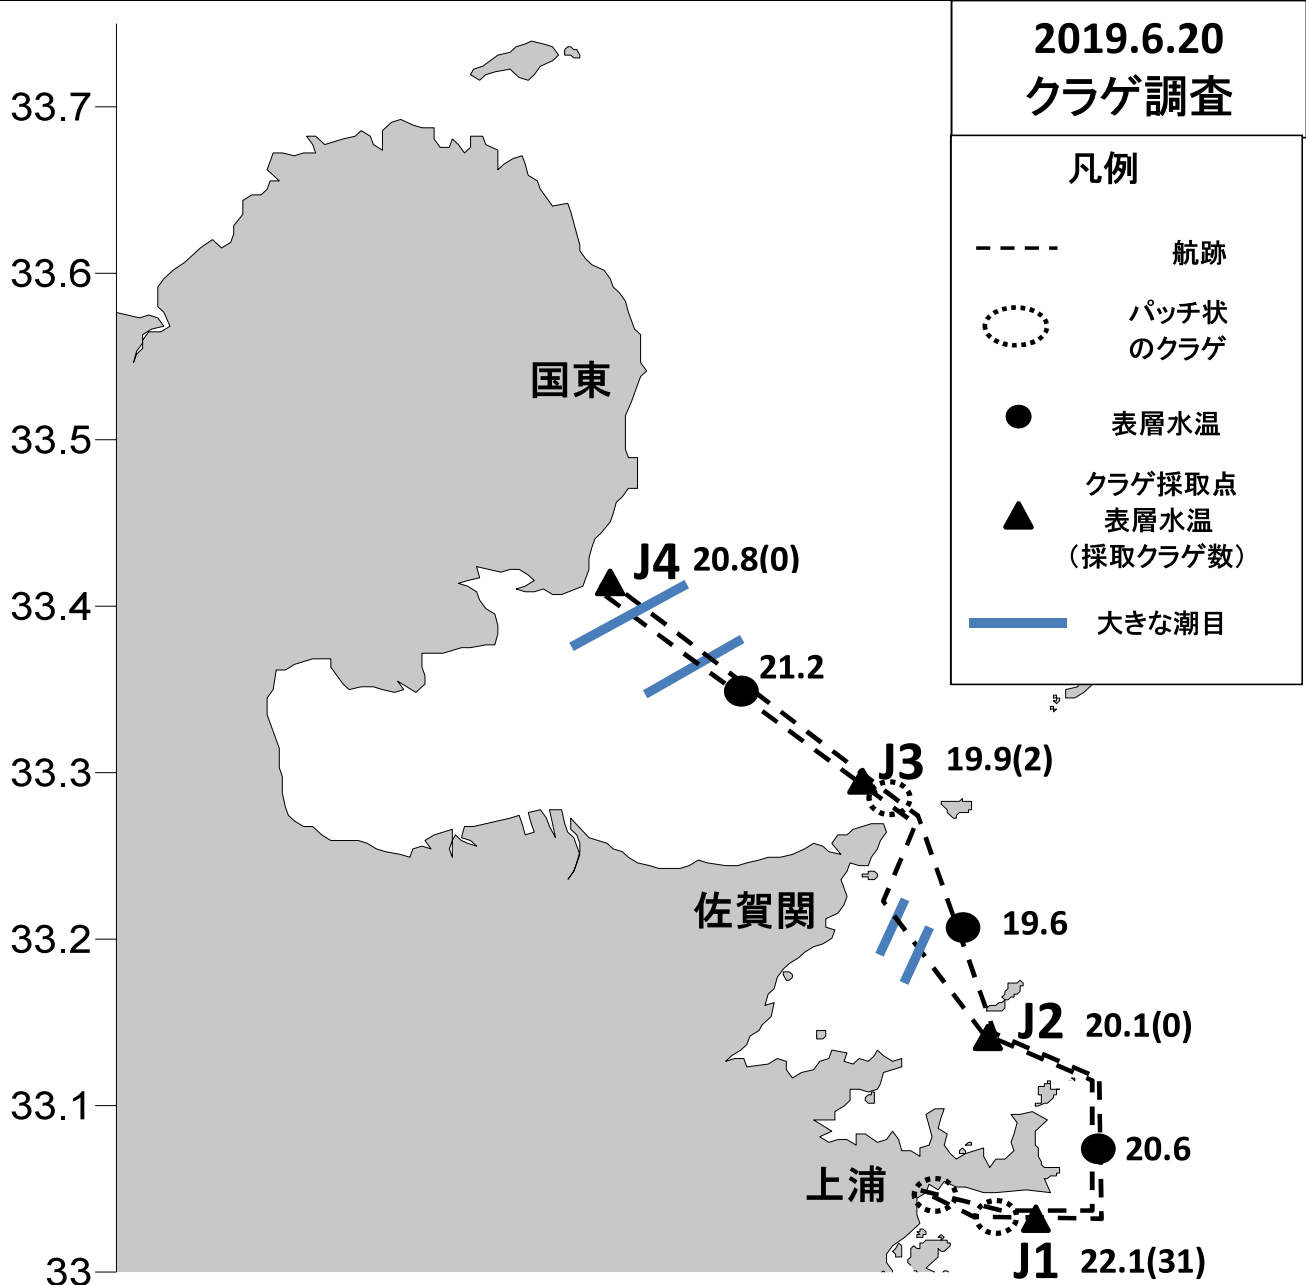 2019.6.20
クラゲ調査
凡例
航跡
パッチ状
のクラゲ
表層水温
クラゲ採取点
表層水温
(採取クラゲ数)
大きな潮目
33.7
33.6
33.5
33.4
33.3
33.2
33.1
33
国東
J4 20.8(0)
21.2
J3 19.9(2)
佐賀関
19.6
J2 20.1(0)
20.6
上浦
J1 22.1(31)